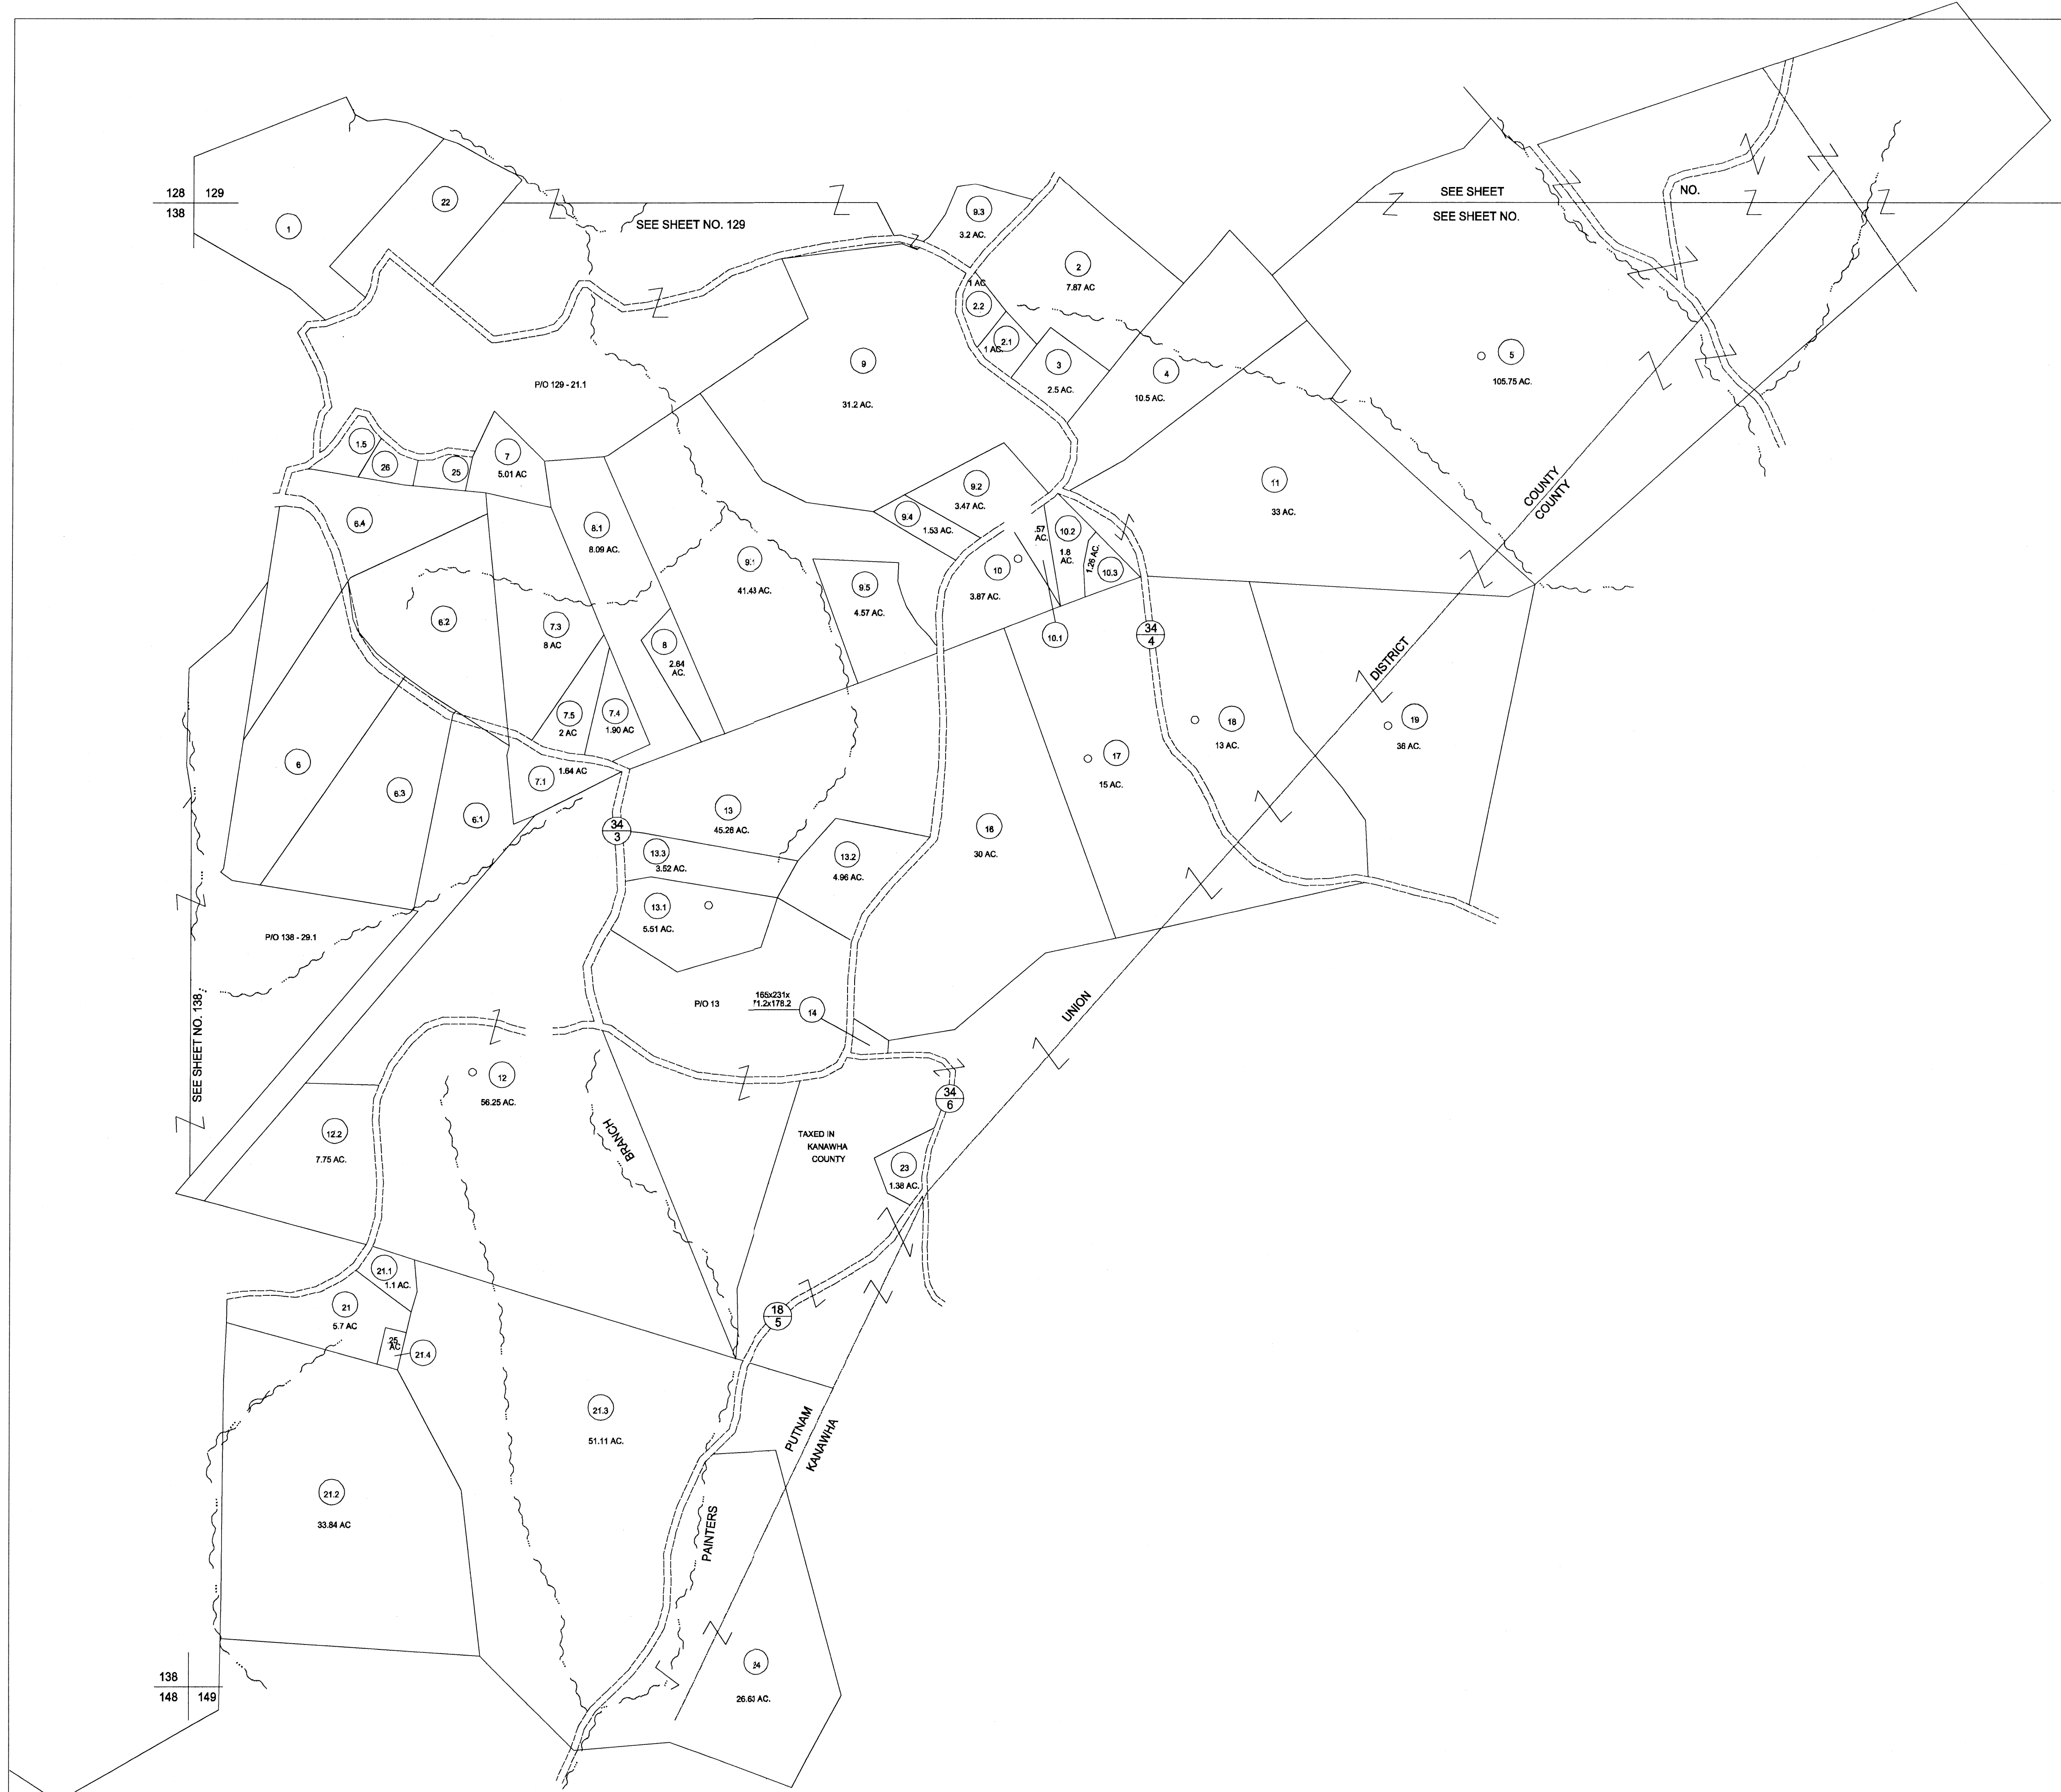 128 129
138
1
22
SEE SHEET NO. 129
9.3
3.2 AC.
SEE SHEET
SEE SHEET NO.
NO.
2
7.87 AC
1 AC
2.2
2.1
1 AC.
3
2.5 AC.
4
10.5 AC.
5
105.75 AC.
9
31.2 AC.
P/O 129 - 21.1
1.5
26
25
7
5.01 AC
6.4
8.1
8.09 AC.
9.2
3.47 AC.
9.4
1.53 AC.
11
33 AC.
COUNTY
COUNTY
.57
AC.
10.2
1.8
AC.
1.26 AC.
10.3
10
3.87 AC.
10.1
9.1
41.43 AC.
9.5
4.57 AC.
6.2
7.3
8 AC
8
2.64
AC.
34
4
DISTRICT
7.5
2 AC
7.4
1.90 AC
18
13 AC.
19
36 AC.
17
15 AC.
6
6.3
6.1
7.1
1.64 AC
13
45.26 AC.
34
3
13.3
3.52 AC.
13.2
4.96 AC.
16
30 AC.
13.1
5.51 AC.
P/O 138 - 29.1
P/O 13
165x231x
71.2x178.2
14
UNION
SEE SHEET NO. 138
12
56.25 AC.
34
6
12.2
7.75 AC.
BRANCH
TAXED IN
KANAWHA
COUNTY
23
1.38 AC.
21.1
1.1 AC.
21
5.7 AC
.25
AC
21.4
18
5
21.3
51.11 AC.
PUTNAM
KANAWHA
21.2
33.84 AC
PAINTERS
24
26.63 AC.
138
148 149